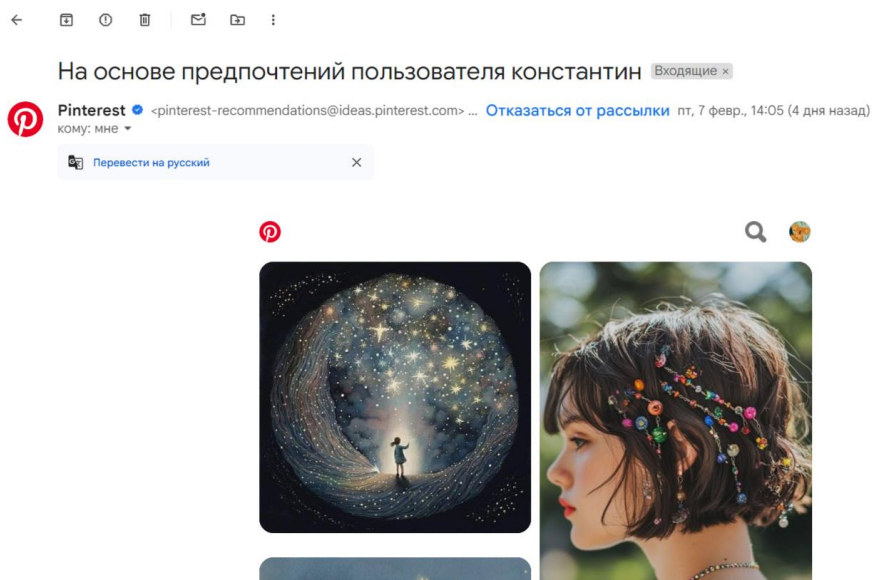 На основе предпочтений пользователя константин Входящие ×
Pinterest <pinterest-recommendations@ideas.pinterest.com> ... Отказаться от рассылки пт, 7 февр., 14:05 (4 дня назад)
кому: мне
Перевести на русский